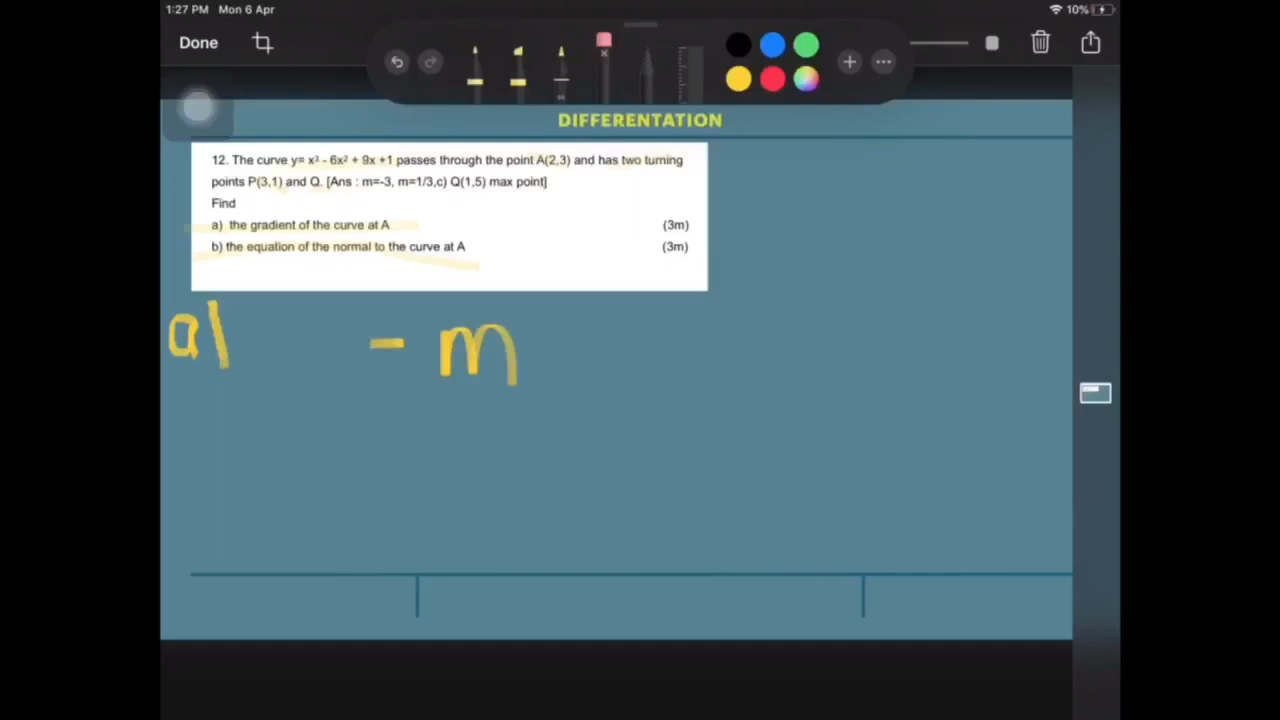 1:27 PM Mon 6 Apr
10%
Done
DIFFERENTATION
12. The curve y= x³ - 6x² + 9x +1 passes through the point A(2,3) and has two turning
points P(3,1) and Q. [Ans : m=-3, m=1/3,c) Q(1,5) max point]
Find
a) the gradient of the curve at A (3m)
b) the equation of the normal to the curve at A (3m)
a) - m